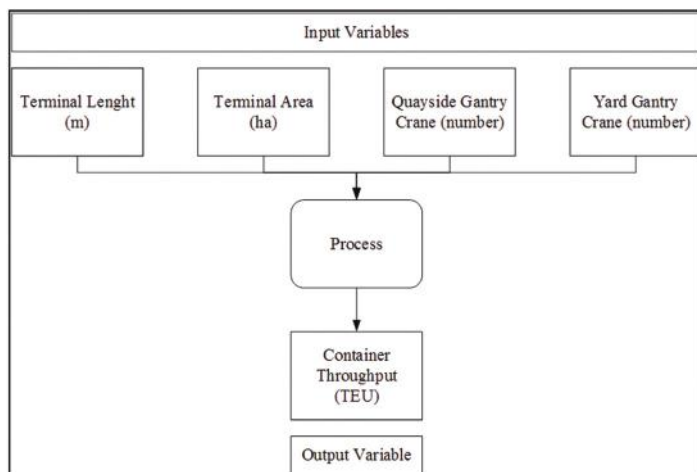 Input Variables
Terminal Lenght
(m)
Terminal Area
(ha)
Quayside Gantry
Crane (number)
Yard Gantry
Crane (number)
Process
Container
Throughput
(TEU)
Output Variable